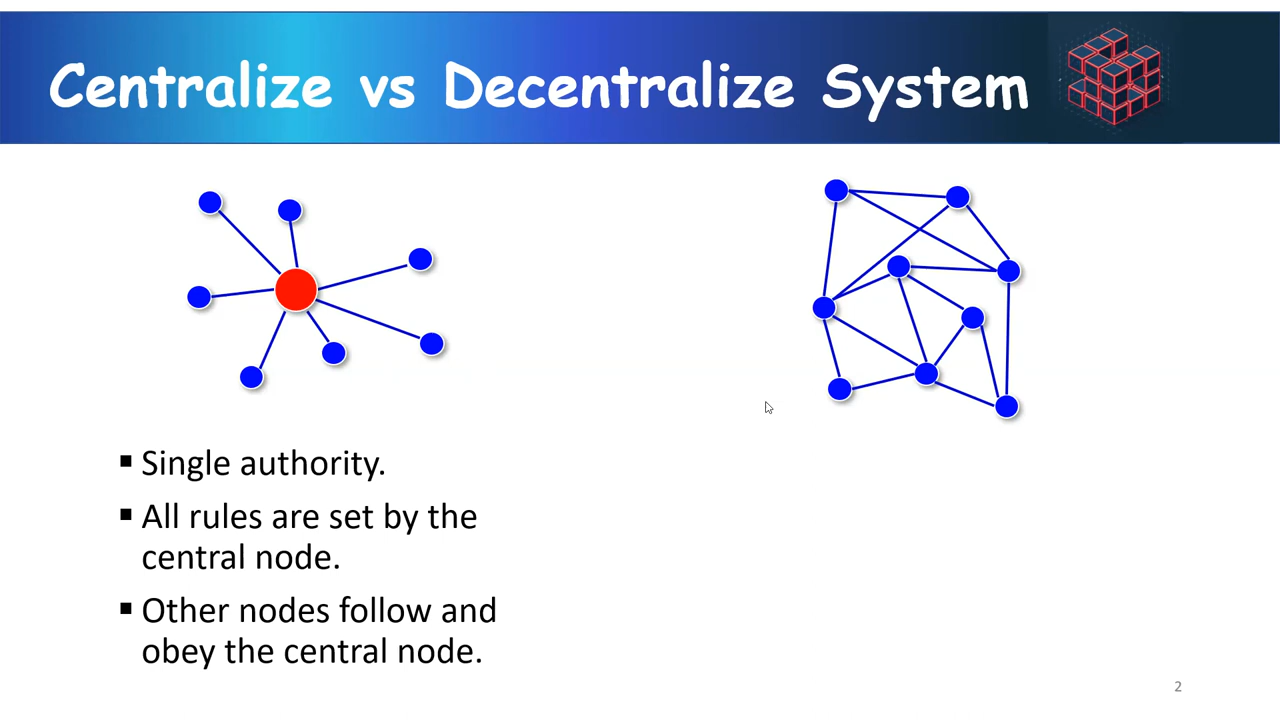 Centralize vs Decentralize System
▪ Single authority.
▪ All rules are set by the
central node.
▪ Other nodes follow and
obey the central node.
2